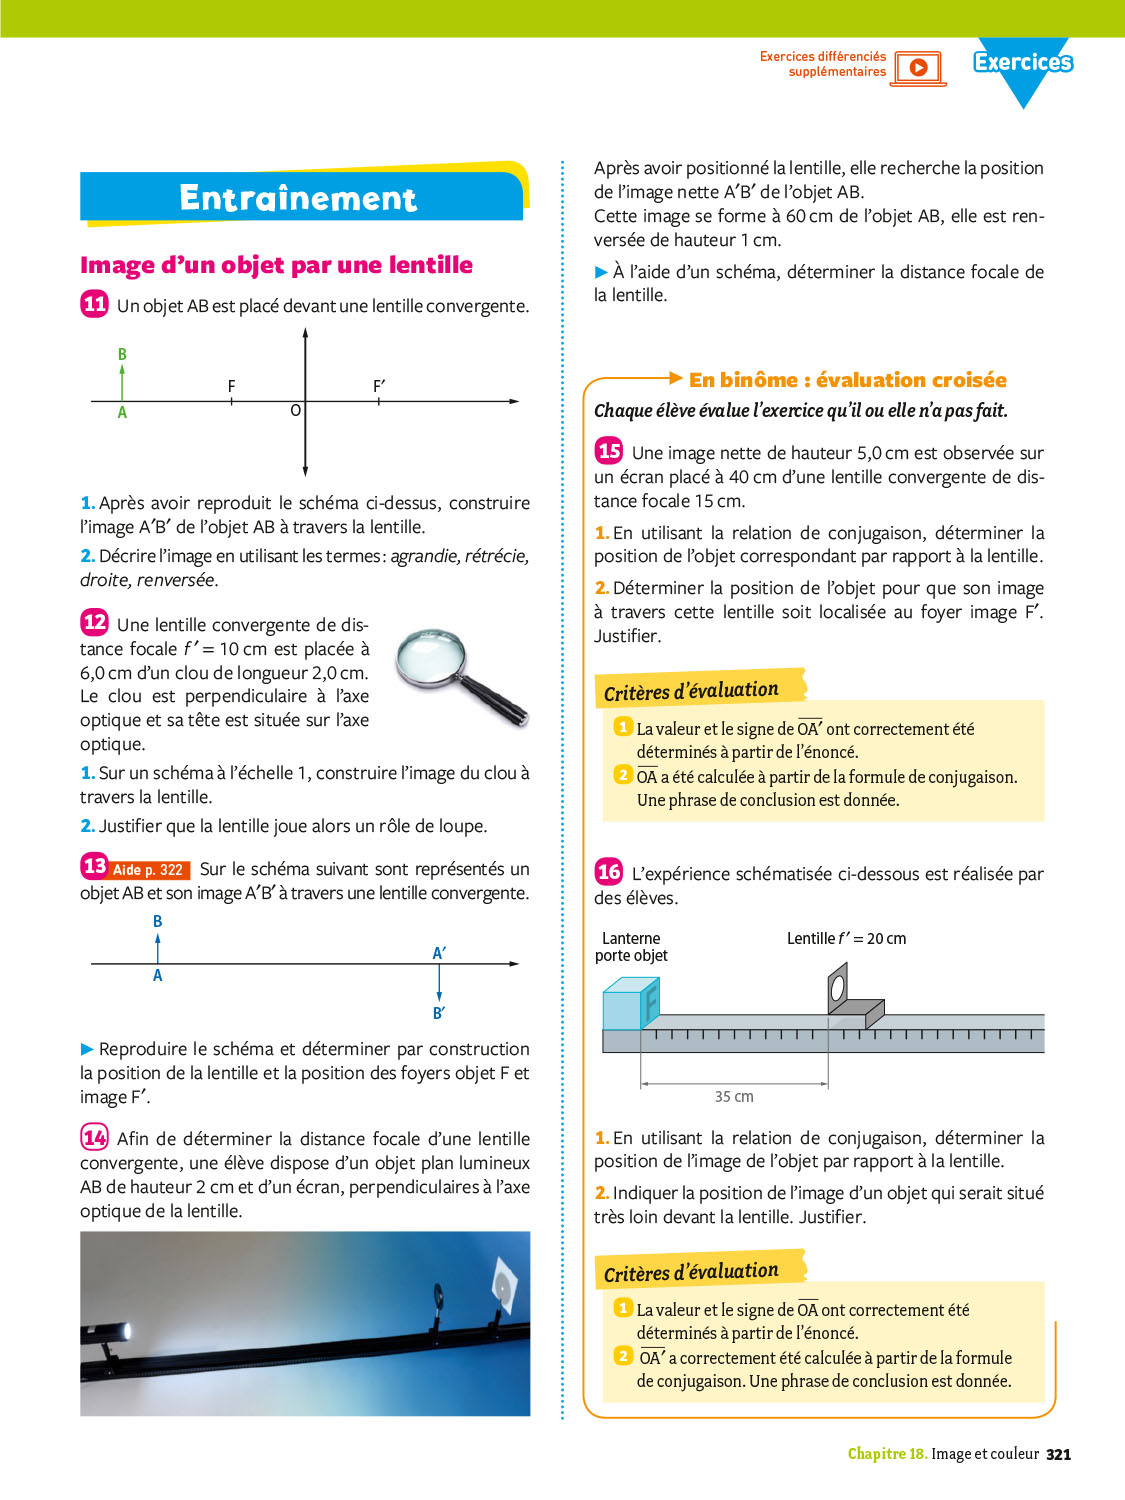 Exercices différenciés
supplémentaires
Exercices
Entraînement
Image d’un objet par une lentille
11 Un objet AB est placé devant une lentille convergente.
B
F
F′
A
O
1. Après avoir reproduit le schéma ci-dessus, construire
l’image A′B′ de l’objet AB à travers la lentille.
2. Décrire l’image en utilisant les termes : agrandie, rétrécie,
droite, renversée.
12 Une lentille convergente de dis-
tance focale f ′ = 10 cm est placée à
6,0 cm d’un clou de longueur 2,0 cm.
Le clou est perpendiculaire à l’axe
optique et sa tête est située sur l’axe
optique.
1. Sur un schéma à l’échelle 1, construire l’image du clou à
travers la lentille.
2. Justifier que la lentille joue alors un rôle de loupe.
13 Aide p. 322 Sur le schéma suivant sont représentés un
objet AB et son image A′B′ à travers une lentille convergente.
B
A′
A
B′
▶ Reproduire le schéma et déterminer par construction
la position de la lentille et la position des foyers objet F et
image F′.
14 Afin de déterminer la distance focale d’une lentille
convergente, une élève dispose d’un objet plan lumineux
AB de hauteur 2 cm et d’un écran, perpendiculaires à l’axe
optique de la lentille.
Après avoir positionné la lentille, elle recherche la position
de l’image nette A′B′ de l’objet AB.
Cette image se forme à 60 cm de l’objet AB, elle est ren-
versée de hauteur 1 cm.
▶ À l’aide d’un schéma, déterminer la distance focale de
la lentille.
En binôme : évaluation croisée
Chaque élève évalue l’exercice qu’il ou elle n’a pas fait.
15 Une image nette de hauteur 5,0 cm est observée sur
un écran placé à 40 cm d’une lentille convergente de dis-
tance focale 15 cm.
1. En utilisant la relation de conjugaison, déterminer la
position de l’objet correspondant par rapport à la lentille.
2. Déterminer la position de l’objet pour que son image
à travers cette lentille soit localisée au foyer image F′.
Justifier.
Critères d’évaluation
1 La valeur et le signe de O͞A͞′ ont correctement été
déterminés à partir de l’énoncé.
2 O͞A a été calculée à partir de la formule de conjugaison.
Une phrase de conclusion est donnée.
16 L’expérience schématisée ci-dessous est réalisée par
des élèves.
Lanterne
porte objet
Lentille f ′ = 20 cm
F
35 cm
1. En utilisant la relation de conjugaison, déterminer la
position de l’image de l’objet par rapport à la lentille.
2. Indiquer la position de l’image d’un objet qui serait situé
très loin devant la lentille. Justifier.
Critères d’évaluation
1 La valeur et le signe de O͞A ont correctement été
déterminés à partir de l’énoncé.
2 O͞A͞′ a correctement été calculée à partir de la formule
de conjugaison. Une phrase de conclusion est donnée.
Chapitre 18. Image et couleur 321